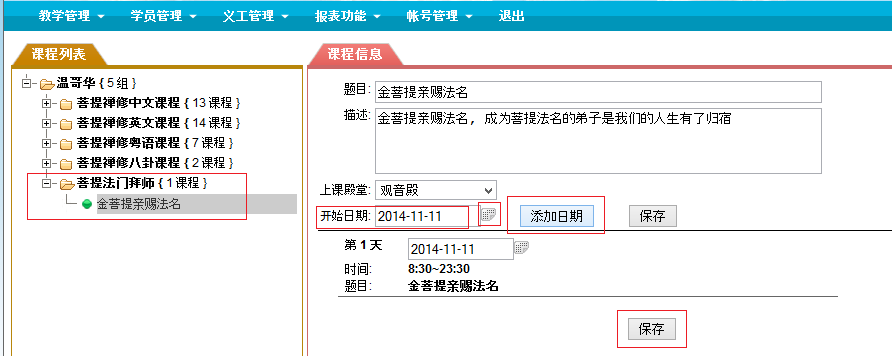 教学管理 学员管理 义工管理 报表功能 帐号管理 退出
课程列表
温哥华 { 5 组 }
菩提禅修中文课程 { 13 课程 }
菩提禅修英文课程 { 14 课程 }
菩提禅修粤语课程 { 7 课程 }
菩提禅修八卦课程 { 2 课程 }
菩提法门拜师 { 1 课程 }
金菩提亲赐法名
课程信息
题目: 金菩提亲赐法名
描述: 金菩提亲赐法名, 成为菩提法名的弟子是我们的人生有了归宿
上课殿堂: 观音殿
开始日期: 2014-11-11 添加日期 保存
第 1 天 2014-11-11
时间: 8:30~23:30
题目: 金菩提亲赐法名
保存